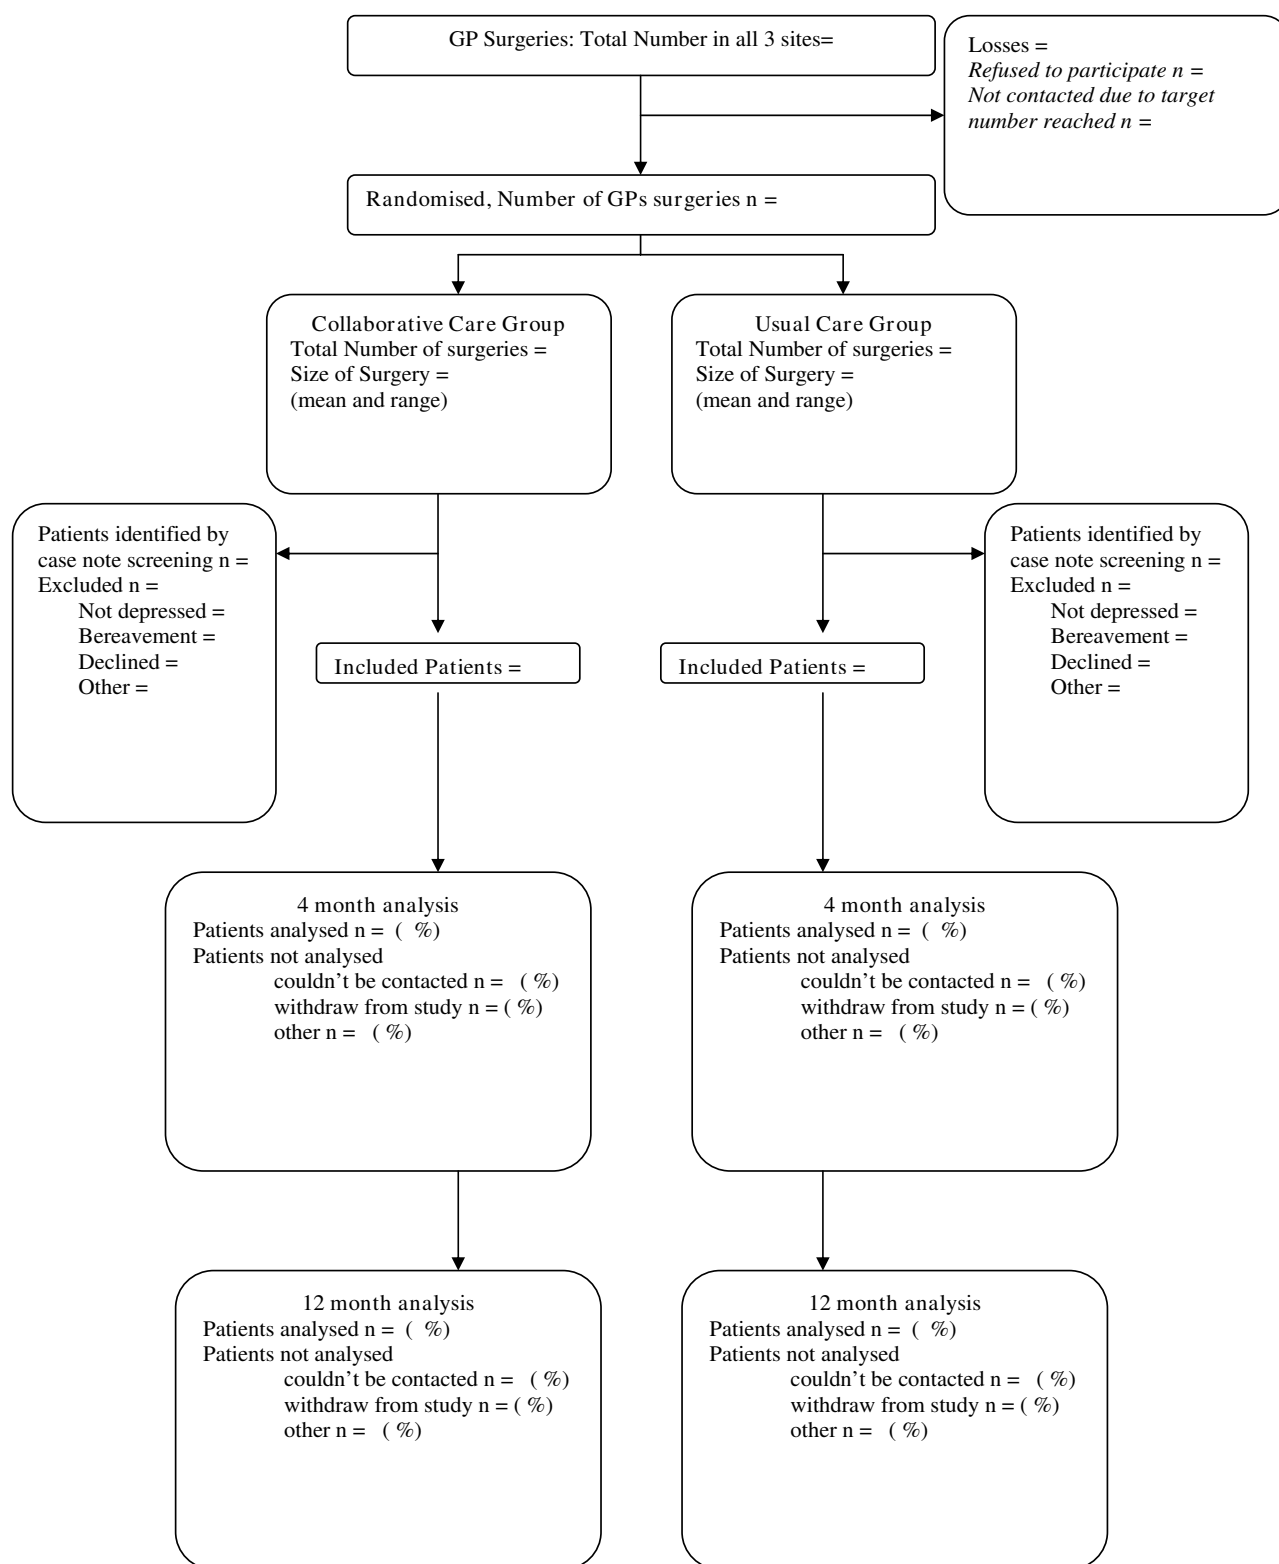 GP Surgeries: Total Number in all 3 sites=
Losses =
Refused to participate n =
Not contacted due to target
number reached n =
Randomised, Number of GPs surgeries n =
Collaborative Care Group
Total Number of surgeries =
Size of Surgery =
(mean and range)
Usual Care Group
Total Number of surgeries =
Size of Surgery =
(mean and range)
Patients identified by
case note screening n =
Excluded n =
Not depressed =
Bereavement =
Declined =
Other =
Patients identified by
case note screening n =
Excluded n =
Not depressed =
Bereavement =
Declined =
Other =
Included Patients =
Included Patients =
4 month analysis
Patients analysed n = ( %)
Patients not analysed
couldn't be contacted n = ( %)
withdraw from study n = ( %)
other n = ( %)
4 month analysis
Patients analysed n = ( %)
Patients not analysed
couldn't be contacted n = ( %)
withdraw from study n = ( %)
other n = ( %)
12 month analysis
Patients analysed n = ( %)
Patients not analysed
couldn't be contacted n = ( %)
withdraw from study n = ( %)
other n = ( %)
12 month analysis
Patients analysed n = ( %)
Patients not analysed
couldn't be contacted n = ( %)
withdraw from study n = ( %)
other n = ( %)